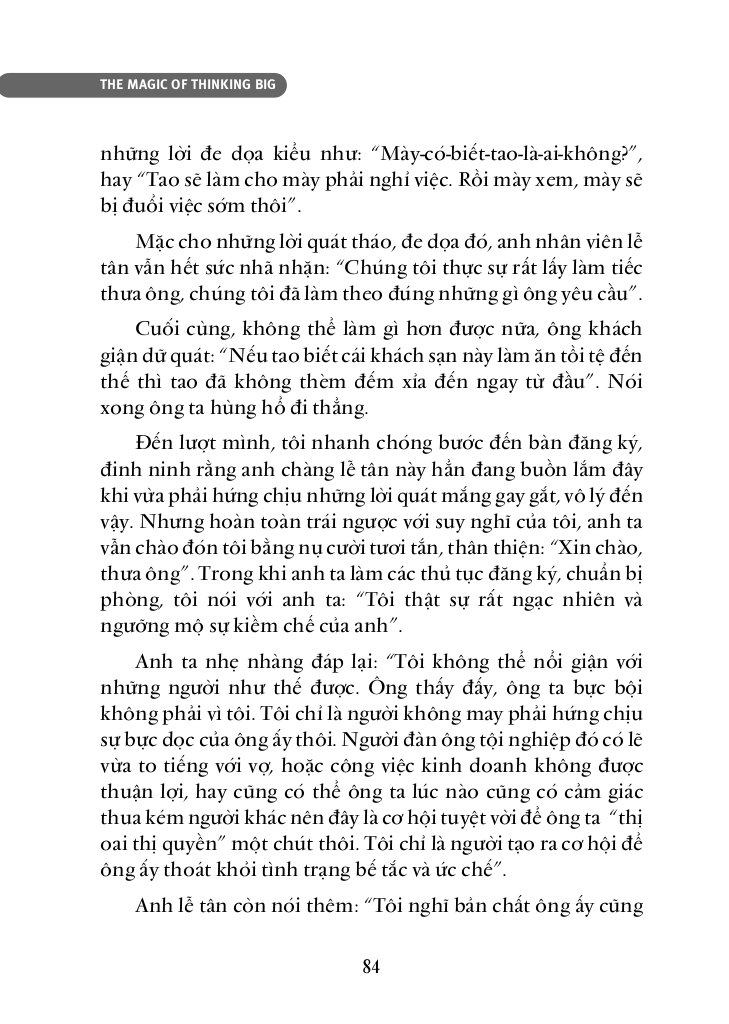 THE MAGIC OF THINKING BIG
những lời đe dọa kiểu như: “Mày-có-biết-tao-là-ai-không?”,
hay “Tao sẽ làm cho mày phải nghỉ việc. Rồi mày xem, mày sẽ
bị đuổi việc sớm thôi”.
Mặc cho những lời quát tháo, đe dọa đó, anh nhân viên lễ
tân vẫn hết sức nhã nhặn: “Chúng tôi thực sự rất lấy làm tiếc
thưa ông, chúng tôi đã làm theo đúng những gì ông yêu cầu”.
Cuối cùng, không thể làm gì hơn được nữa, ông khách
giận dữ quát: “Nếu tao biết cái khách sạn này làm ăn tồi tệ đến
thế thì tao đã không thèm đếm xỉa đến ngay từ đầu”. Nói
xong ông ta hùng hổ đi thẳng.
Đến lượt mình, tôi nhanh chóng bước đến bàn đăng ký,
đinh ninh rằng anh chàng lễ tân này hẳn đang buồn lắm đây
khi vừa phải hứng chịu những lời quát mắng gay gắt, vô lý đến
vậy. Nhưng hoàn toàn trái ngược với suy nghĩ của tôi, anh ta
vẫn chào đón tôi bằng nụ cười tươi tắn, thân thiện: “Xin chào,
thưa ông”. Trong khi anh ta làm các thủ tục đăng ký, chuẩn bị
phòng, tôi nói với anh ta: “Tôi thật sự rất ngạc nhiên và
ngưỡng mộ sự kiềm chế của anh”.
Anh ta nhẹ nhàng đáp lại: “Tôi không thể nổi giận với
những người như thế được. Ông thấy đấy, ông ta bực bội
không phải vì tôi. Tôi chỉ là người không may phải hứng chịu
sự bực dọc của ông ấy thôi. Người đàn ông tội nghiệp đó có lẽ
vừa to tiếng với vợ, hoặc công việc kinh doanh không được
thuận lợi, hay cũng có thể ông ta lúc nào cũng có cảm giác
thua kém người khác nên đây là cơ hội tuyệt vời để ông ta “thị
oai thị quyền” một chút thôi. Tôi chỉ là người tạo ra cơ hội để
ông ấy thoát khỏi tình trạng bế tắc và ức chế”.
Anh lễ tân còn nói thêm: “Tôi nghĩ bản chất ông ấy cũng
84